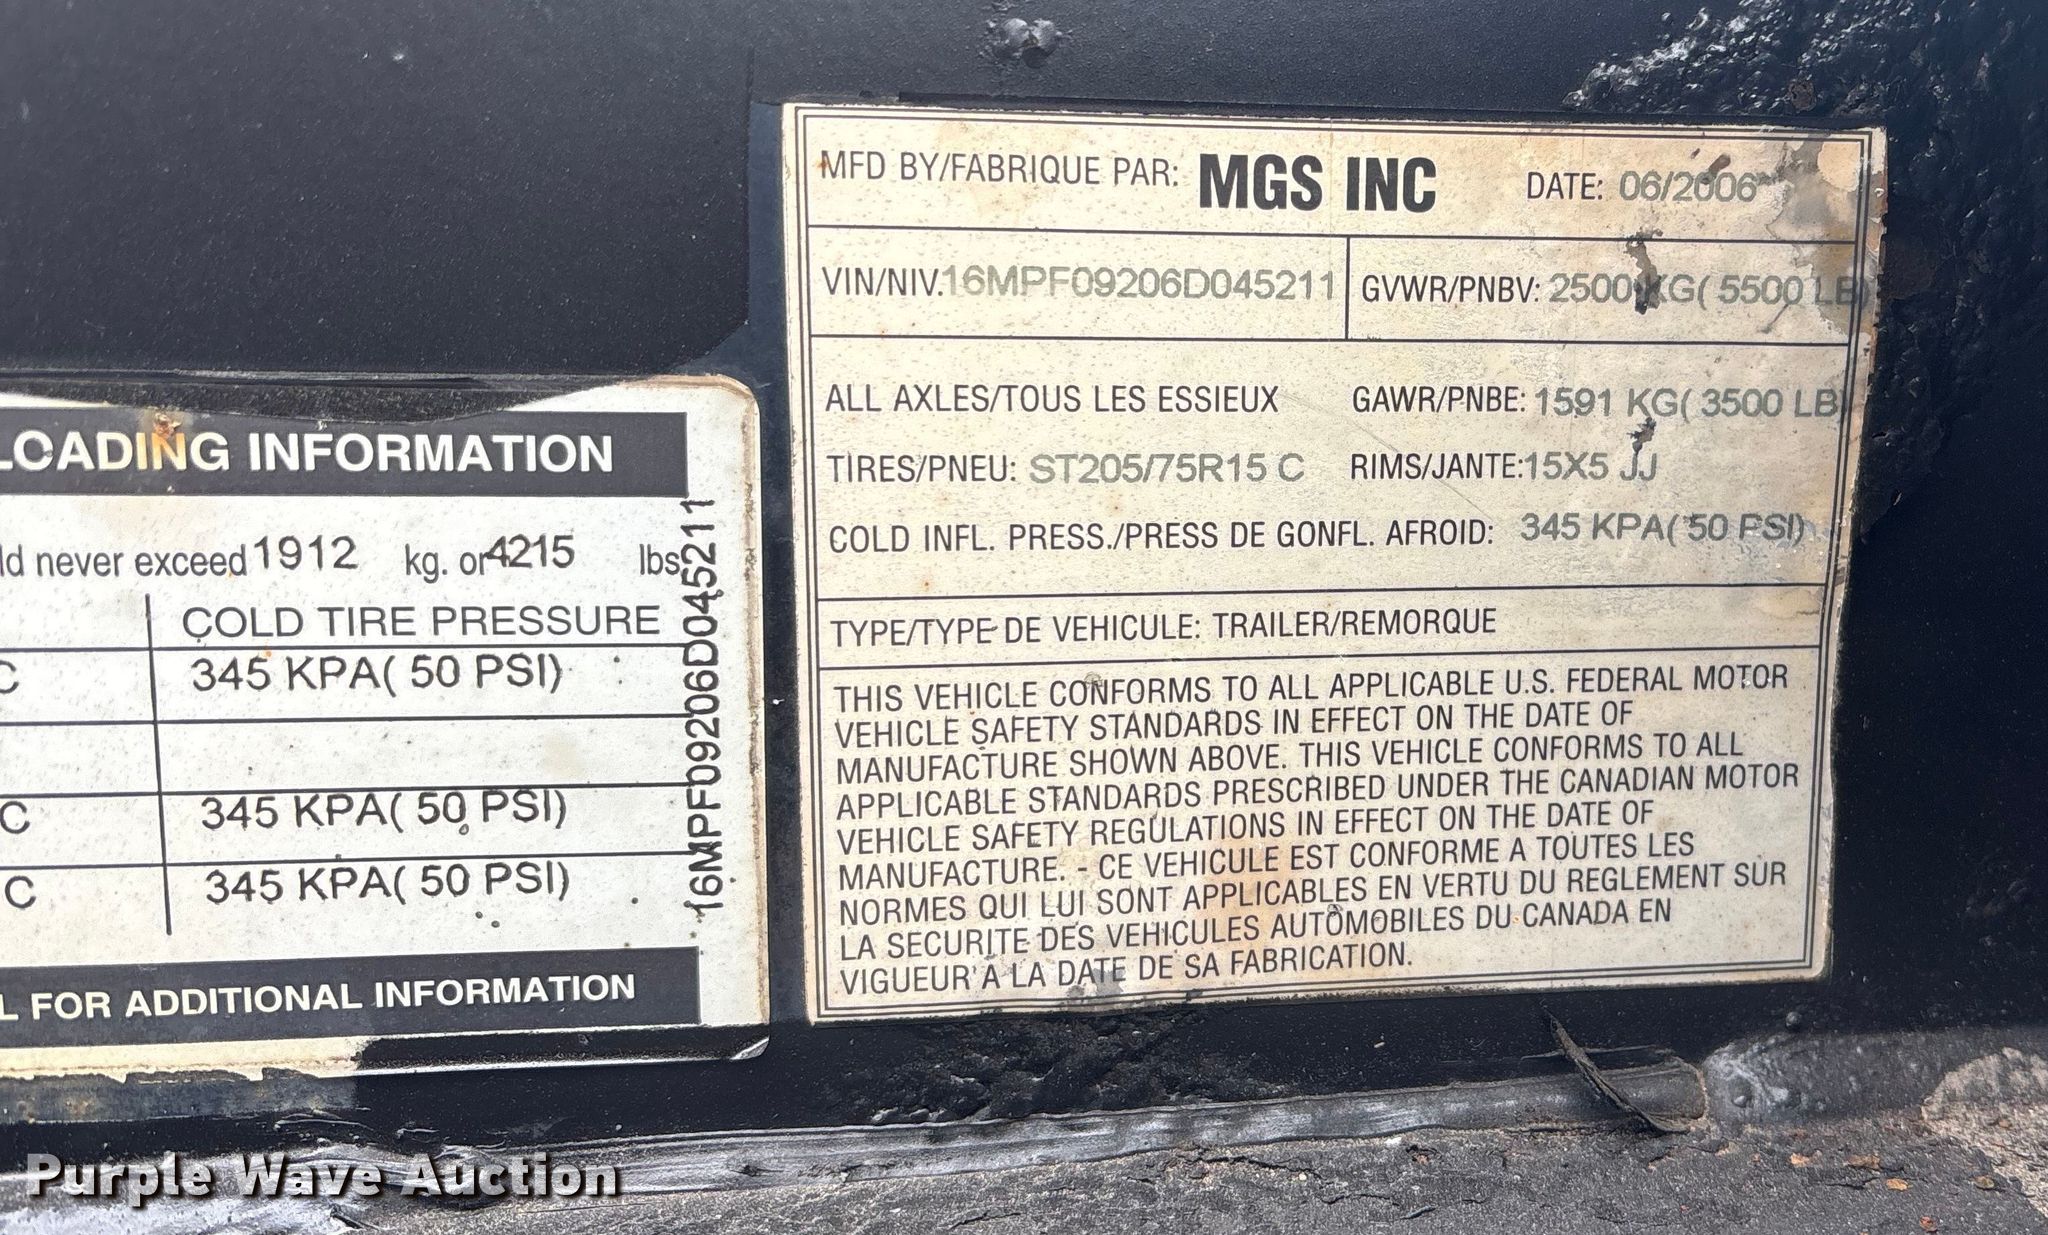 LOADING INFORMATION
never exceed 1912 kg. or 4215 lbs
COLD TIRE PRESSURE
C 345 KPA( 50 PSI)
C 345 KPA( 50 PSI)
C 345 KPA( 50 PSI)
FOR ADDITIONAL INFORMATION
16MPF09206D045211
MFD BY/FABRIQUE PAR: MGS INC DATE: 06/2006
VIN/NIV. 16MPF09206D045211 GVWR/PNBV: 2500 KG( 5500 LB)
ALL AXLES/TOUS LES ESSIEUX GAWR/PNBE: 1591 KG( 3500 LB)
TIRES/PNEU: ST205/75R15 C RIMS/JANTE: 15X5 JJ
COLD INFL. PRESS./PRESS DE GONFL. AFROID: 345 KPA( 50 PSI)
TYPE/TYPE DE VEHICULE: TRAILER/REMORQUE
THIS VEHICLE CONFORMS TO ALL APPLICABLE U.S. FEDERAL MOTOR
VEHICLE SAFETY STANDARDS IN EFFECT ON THE DATE OF
MANUFACTURE SHOWN ABOVE. THIS VEHICLE CONFORMS TO ALL
APPLICABLE STANDARDS PRESCRIBED UNDER THE CANADIAN MOTOR
VEHICLE SAFETY REGULATIONS IN EFFECT ON THE DATE OF
MANUFACTURE. - CE VEHICULE EST CONFORME A TOUTES LES
NORMES QUI LUI SONT APPLICABLES EN VERTU DU REGLEMENT SUR
LA SECURITE DES VEHICULES AUTOMOBILES DU CANADA EN
VIGUEUR A LA DATE DE SA FABRICATION.
Purple Wave Auction